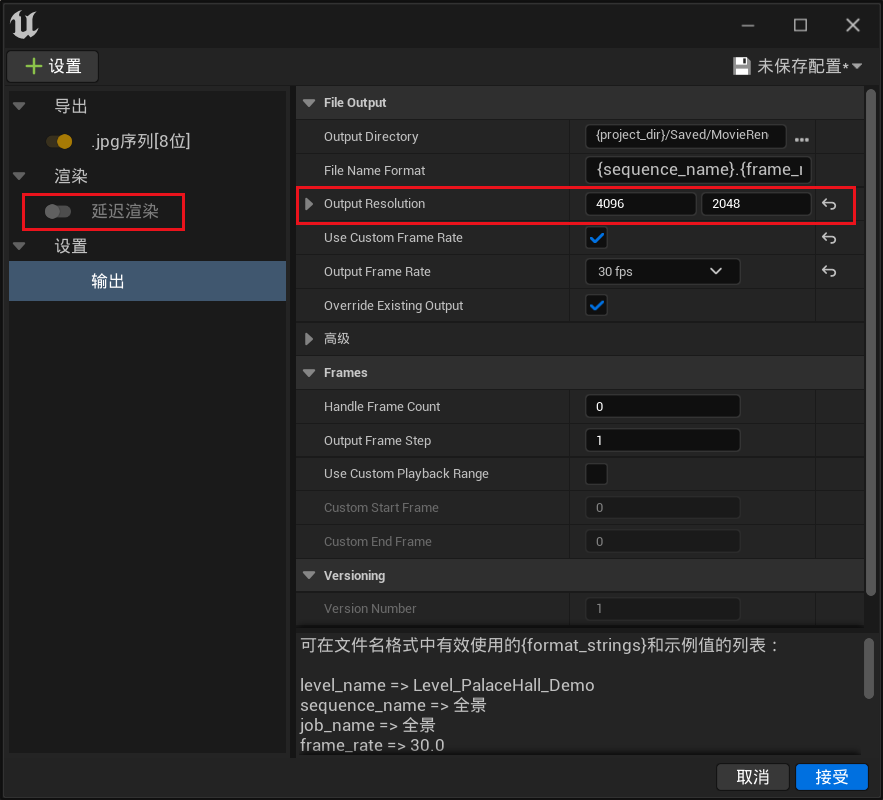 设置
未保存配置*
导出
.jpg序列[8位]
渲染
延迟渲染
设置
输出
File Output
Output Directory
{project_dir}/Saved/MovieRen
...
File Name Format
{sequence_name}.{frame_r
Output Resolution
4096
2048
Use Custom Frame Rate
Output Frame Rate
30 fps
Override Existing Output
高级
Frames
Handle Frame Count
0
Output Frame Step
1
Use Custom Playback Range
Custom Start Frame
0
Custom End Frame
0
Versioning
Version Number
1
可在文件名格式中有效使用的{format_strings}和示例值的列表：
level_name => Level_PalaceHall_Demo
sequence_name => 全景
job_name => 全景
frame_rate => 30.0
取消
接受